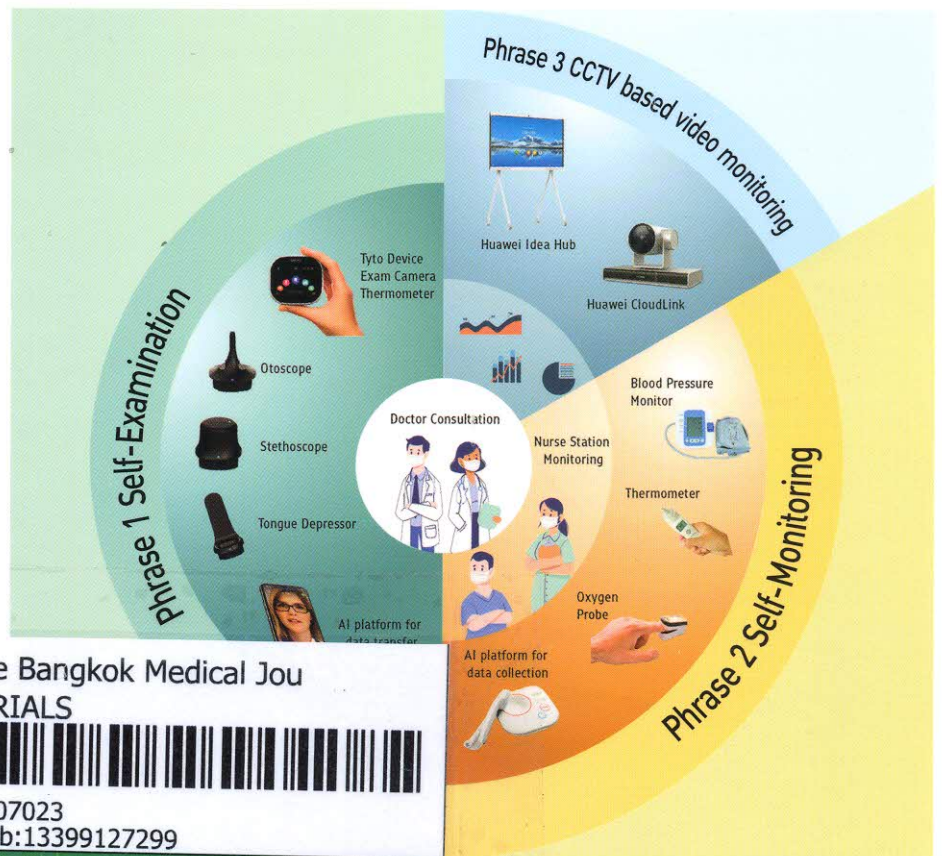 Phrase 3 CCTV based video monitoring
Huawei Idea Hub
Huawei CloudLink
Phrase 1 Self-Examination
Tyto Device
Exam Camera
Thermometer
Otoscope
Stethoscope
Tongue Depressor
AI platform for
data transfer
Doctor Consultation
Nurse Station
Monitoring
Phrase 2 Self-Monitoring
Blood Pressure
Monitor
Thermometer
Oxygen
Probe
AI platform for
data collection
e Bangkok Medical Jou
RIALS
07023
b:13399127299